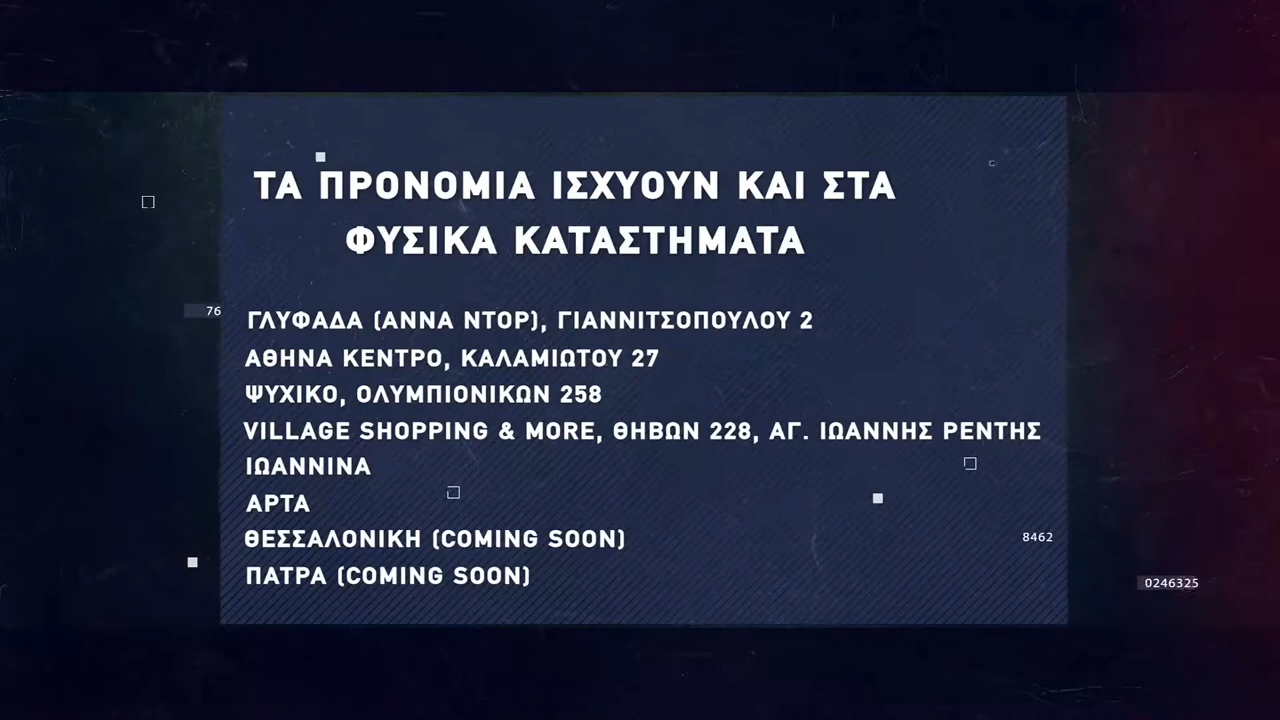 ΤΑ ΠΡΟΝΟΜΙΑ ΙΣΧΥΟΥΝ ΚΑΙ ΣΤΑ
ΦΥΣΙΚΑ ΚΑΤΑΣΤΗΜΑΤΑ
76
ΓΛΥΦΑΔΑ (ΑΝΝΑ ΝΤΟΡ), ΓΙΑΝΝΙΤΣΟΠΟΥΛΟΥ 2
ΑΘΗΝΑ ΚΕΝΤΡΟ, ΚΑΛΑΜΙΩΤΟΥ 27
ΨΥΧΙΚΟ, ΟΛΥΜΠΙΟΝΙΚΩΝ 258
VILLAGE SHOPPING & MORE, ΘΗΒΩΝ 228, ΑΓ. ΙΩΑΝΝΗΣ ΡΕΝΤΗΣ
ΙΩΑΝΝΙΝΑ
ΑΡΤΑ
ΘΕΣΣΑΛΟΝΙΚΗ (COMING SOON)
8462
ΠΑΤΡΑ (COMING SOON)
0246325